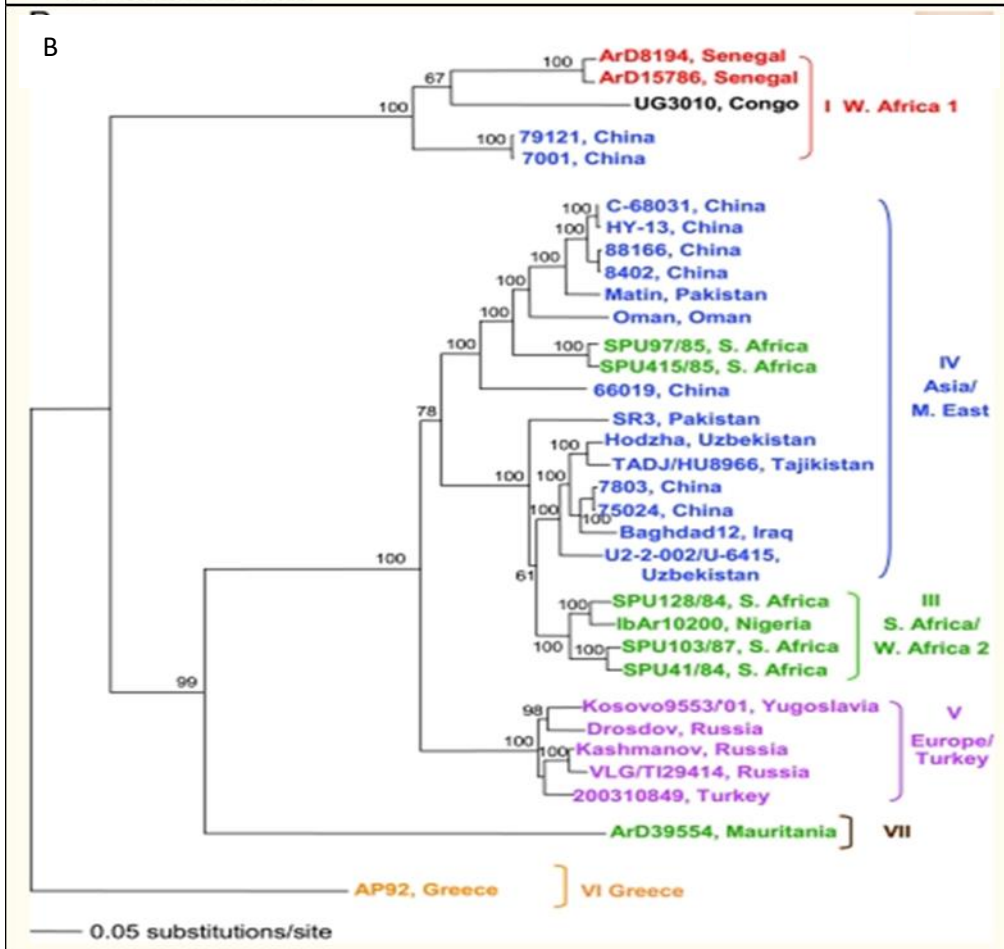 B
100
ArD8194, Senegal
ArD15786, Senegal
67
UG3010, Congo
100
I W. Africa 1
100
79121, China
7001, China
100
C-68031, China
100
HY-13, China
88166, China
100
8402, China
100
Matin, Pakistan
100
Oman, Oman
100
100
SPU97/85, S. Africa
SPU415/85, S. Africa
66019, China
IV
Asia/
M. East
78
SR3, Pakistan
100
Hodzha, Uzbekistan
TADJ/HU8966, Tajikistan
100
100
7803, China
100
75024, China
100
Baghdad12, Iraq
U2-2-002/U-6415,
Uzbekistan
100
61
100
SPU128/84, S. Africa
IbAr10200, Nigeria
100
100
SPU103/87, S. Africa
SPU41/84, S. Africa
III
S. Africa/
W. Africa 2
99
98
Kosovo9553/'01, Yugoslavia
Drosdov, Russia
100
100
Kashmanov, Russia
VLG/TI29414, Russia
200310849, Turkey
V
Europe/
Turkey
ArD39554, Mauritania
VII
AP92, Greece
VI Greece
0.05 substitutions/site